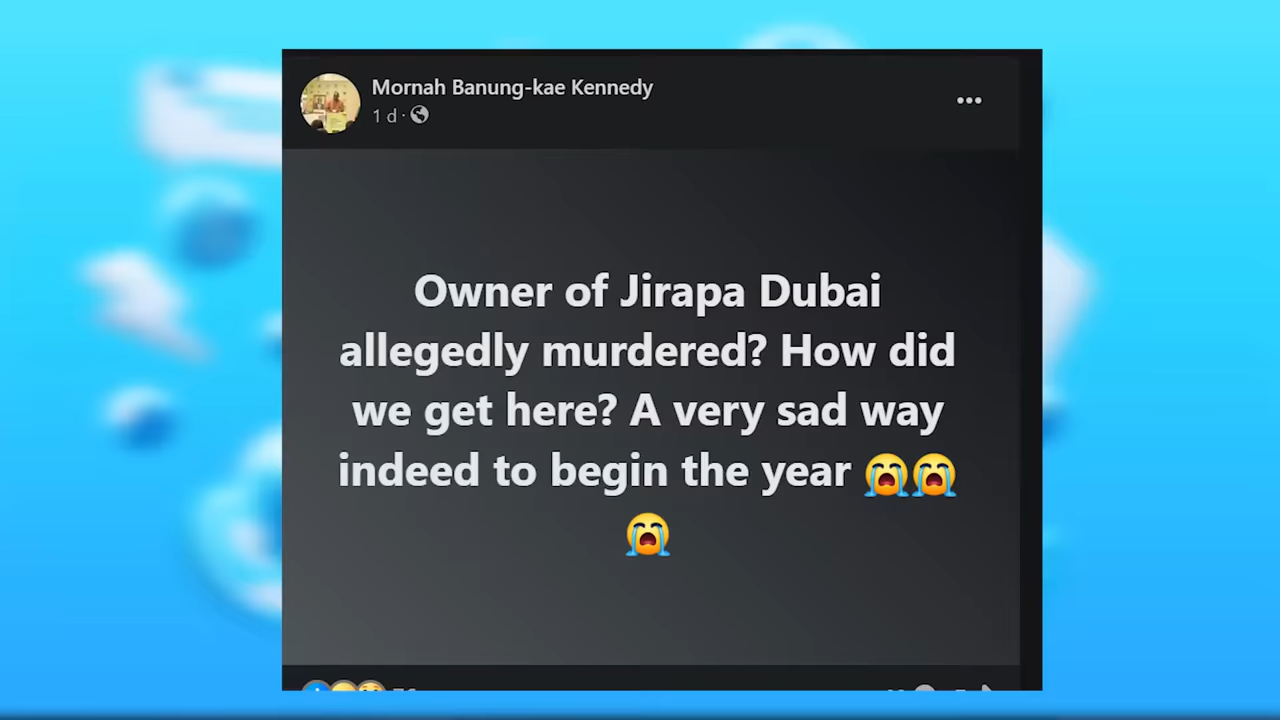 Mornah Banung-kae Kennedy
1 d ·
Owner of Jirapa Dubai
allegedly murdered? How did
we get here? A very sad way
indeed to begin the year 😭😭
😭